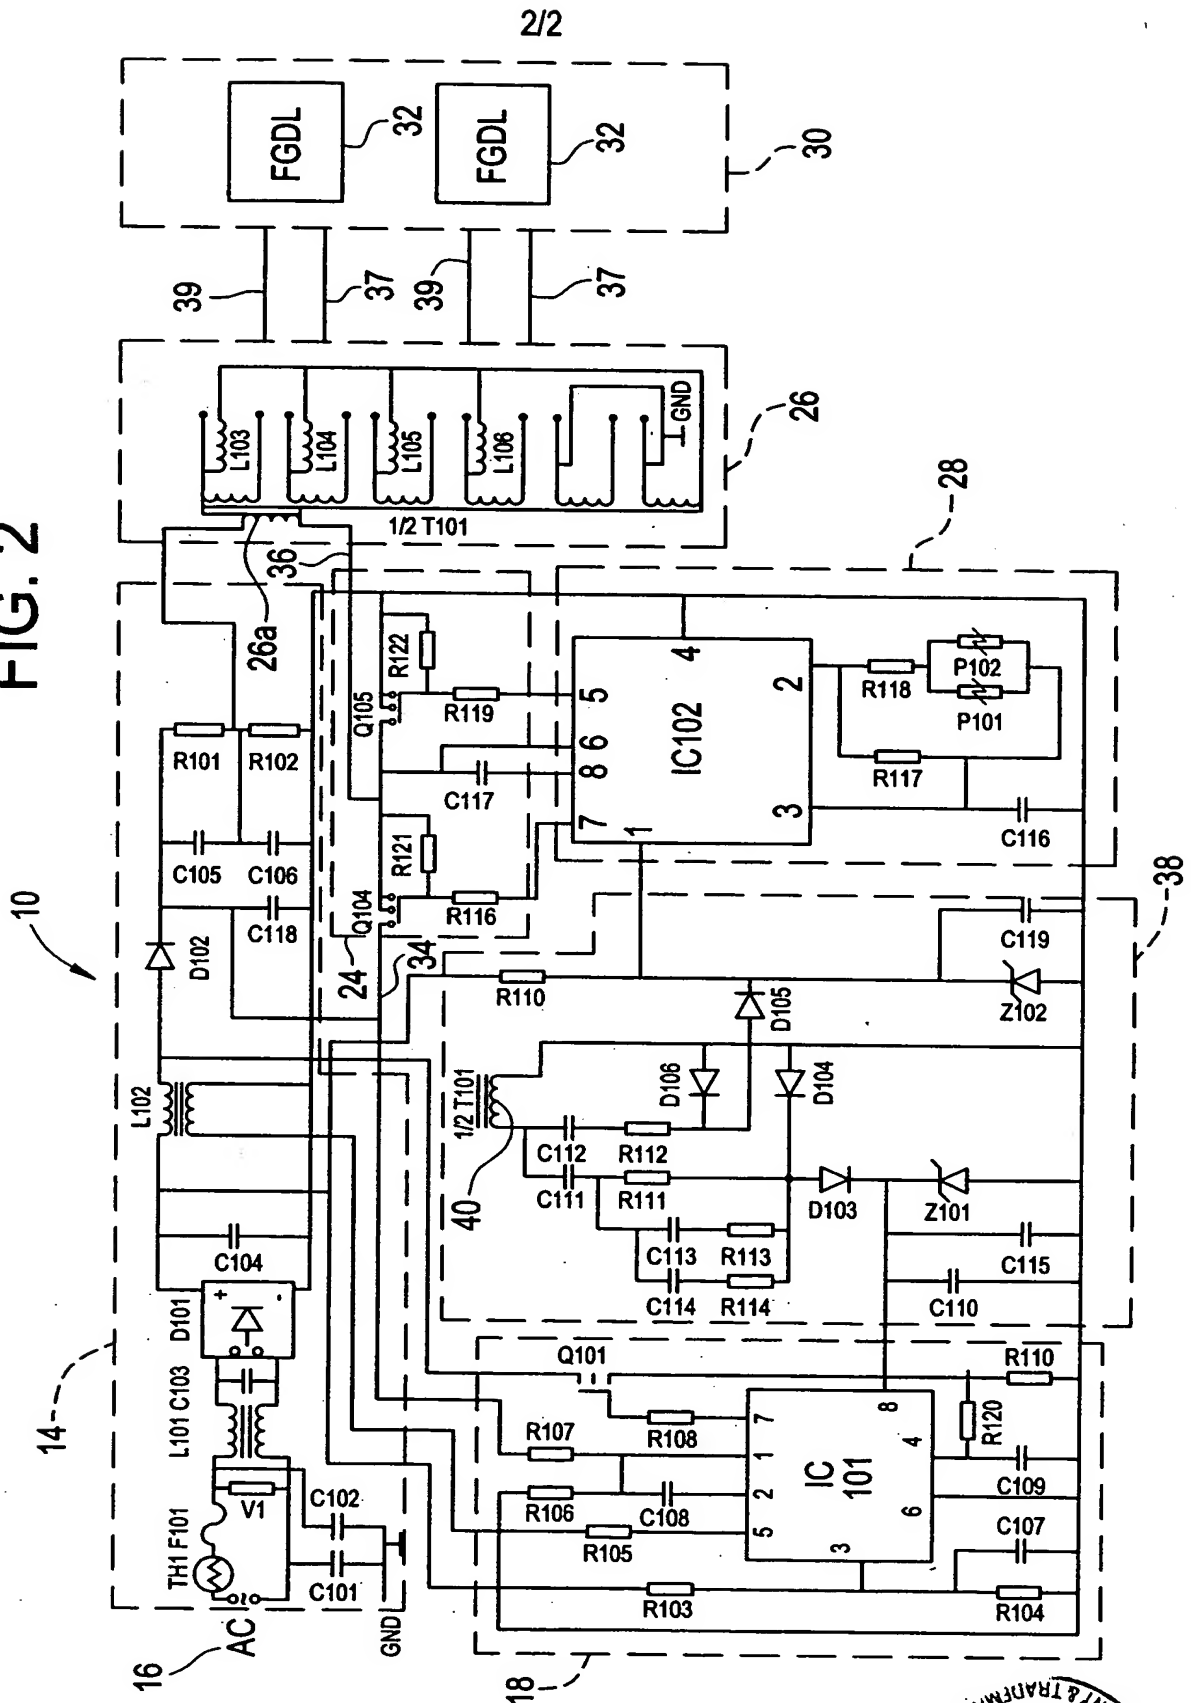 2/2
FIG. 2
10
14
16
AC
TH1 F101
V1
L101 C103
D101
+
-
C101
C102
GND
C104
L102
D102
C105
C106
C118
R101
R102
26a
36
24
34
Q104
R121
R116
C117
Q105
R122
R119
1/2 T101
L103
L104
L105
L106
GND
26
39
37
39
37
FGDL
32
FGDL
32
30
28
IC102
7
8
6
5
4
1
3
2
R117
R118
P101
P102
C116
38
R110
1/2 T101
40
C112
C111
R112
R111
C113
R113
C114
R114
D106
D105
D104
D103
Z101
Z102
C119
C115
C110
18
Q101
R107
R108
R106
C108
R105
R103
IC
101
7
1
2
5
3
8
4
6
R110
R120
C109
C107
R104
NT & TRADEMA